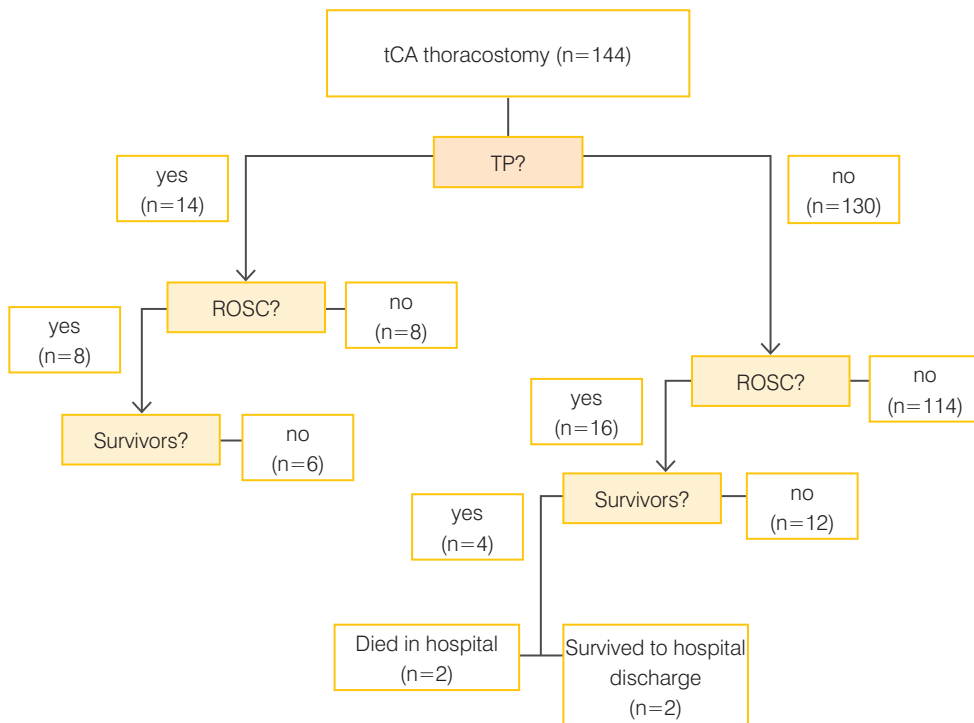 tCA thoracostomy (n=144)
TP?
yes
(n=14)
no
(n=130)
ROSC?
no
(n=8)
yes
(n=8)
Survivors?
no
(n=6)
ROSC?
no
(n=114)
yes
(n=16)
Survivors?
no
(n=12)
yes
(n=4)
Died in hospital
(n=2)
Survived to hospital
discharge
(n=2)